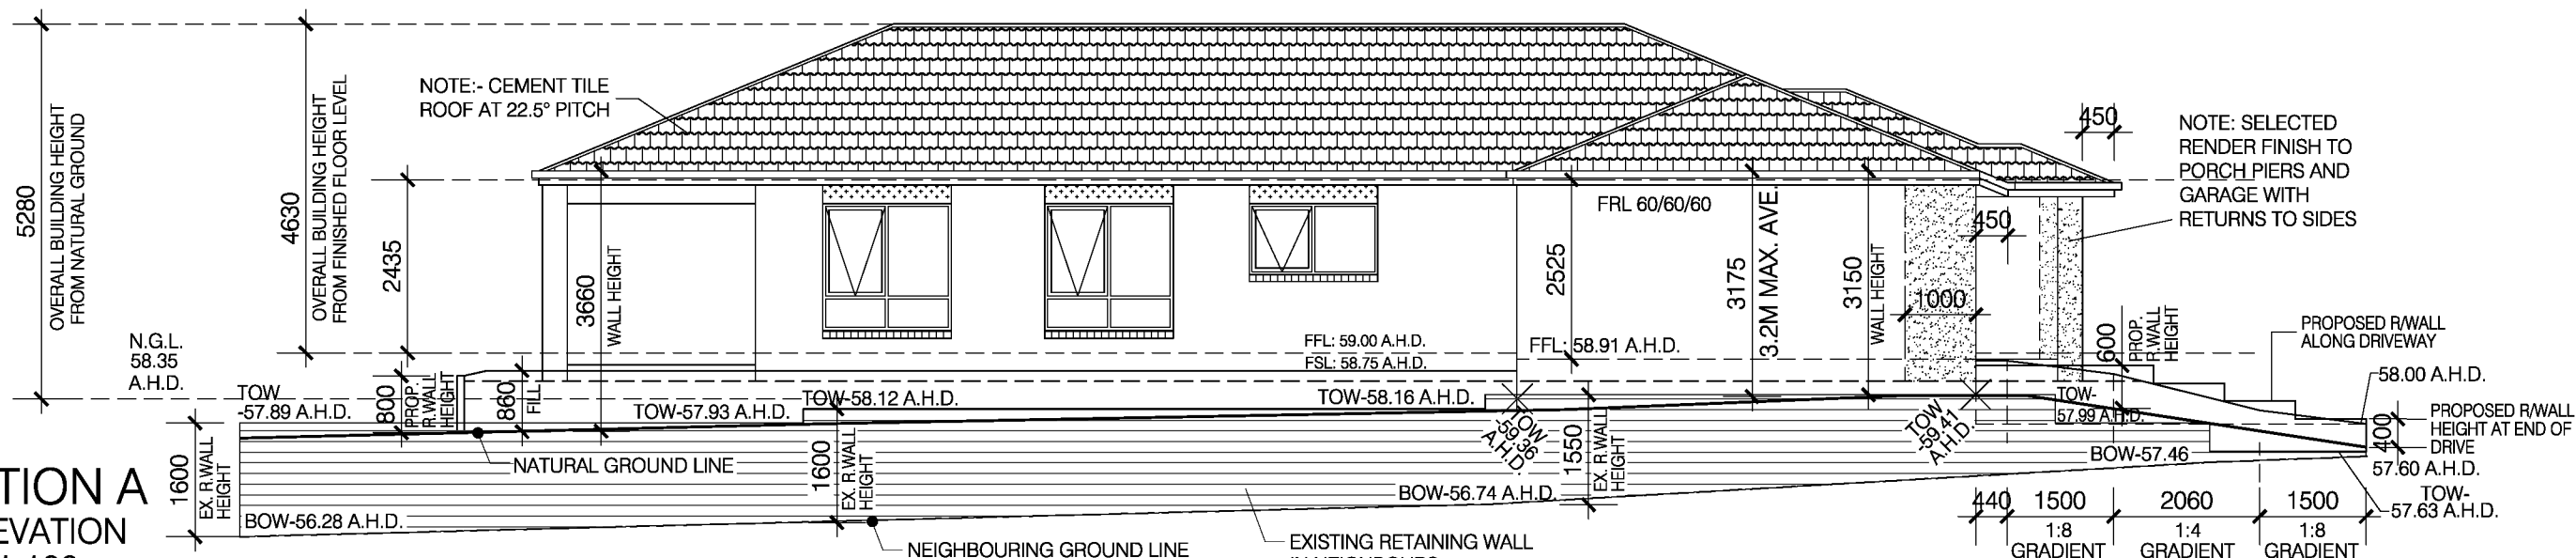 5280
OVERALL BUILDING HEIGHT
FROM NATURAL GROUND
4630
OVERALL BUILDING HEIGHT
FROM FINISHED FLOOR LEVEL
2435
NOTE:- CEMENT TILE
ROOF AT 22.5° PITCH
3660
WALL HEIGHT
FRL 60/60/60
2525
3175
3.2M MAX. AVE.
3150
WALL HEIGHT
1000
450
450
NOTE: SELECTED
RENDER FINISH TO
PORCH PIERS AND
GARAGE WITH
RETURNS TO SIDES
600
PROP.
R.WALL
HEIGHT
PROPOSED R/WALL
ALONG DRIVEWAY
58.00 A.H.D.
PROPOSED R/WALL
HEIGHT AT END OF
DRIVE
400
57.60 A.H.D.
TOW-
57.63 A.H.D.
N.G.L.
58.35
A.H.D.
TOW
-57.89 A.H.D.
800
PROP.
R.WALL
HEIGHT
860
FILL
FFL: 59.00 A.H.D.
FSL: 58.75 A.H.D.
FFL: 58.91 A.H.D.
TOW-57.93 A.H.D.
TOW-58.12 A.H.D.
TOW-58.16 A.H.D.
TOW
-59.36
A.H.D.
TOW
-59.41
A.H.D.
TOW-
57.99 A.H.D.
1600
EX. R.WALL
HEIGHT
NATURAL GROUND LINE
1600
EX. R.WALL
HEIGHT
1550
EX. R.WALL
HEIGHT
BOW-56.28 A.H.D.
BOW-56.74 A.H.D.
BOW-57.46
440
1500
2060
1500
1:8
GRADIENT
1:4
GRADIENT
1:8
GRADIENT
NEIGHBOURING GROUND LINE
EXISTING RETAINING WALL
TION A
EVATION